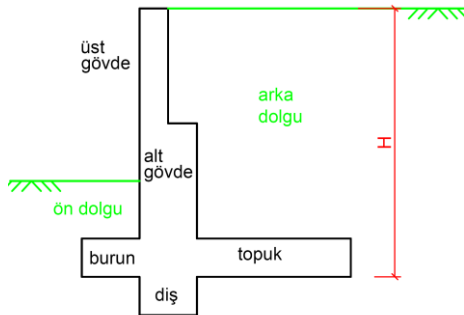 üst
gövde
arka
dolgu
H
alt
gövde
ön dolgu
burun
topuk
diş